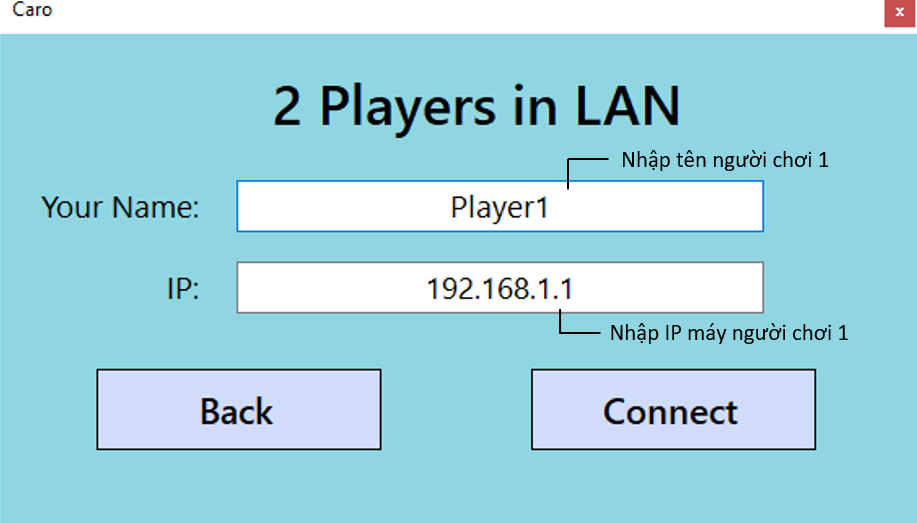 Caro
x
2 Players in LAN
Nhập tên người chơi 1
Your Name:
Player1
IP:
192.168.1.1
Nhập IP máy người chơi 1
Back
Connect